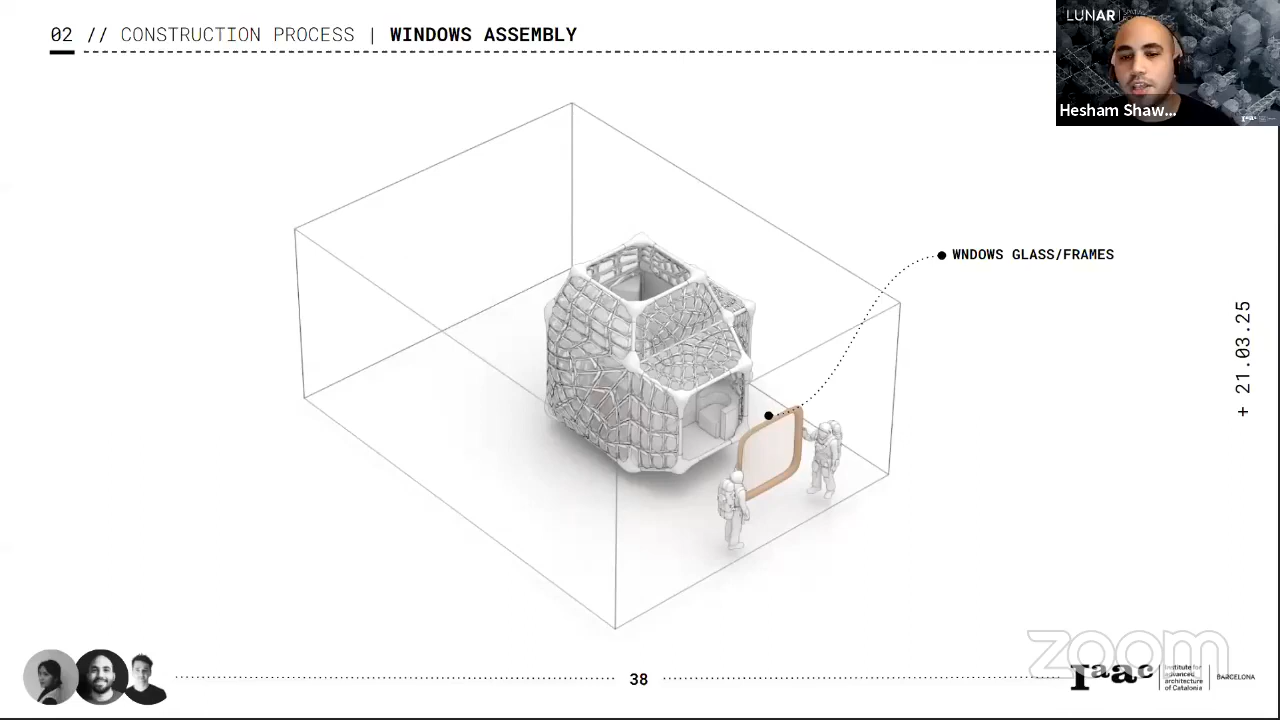 02 // CONSTRUCTION PROCESS | WINDOWS ASSEMBLY
LUNAR
Hesham Shaw...
WNDOWS GLASS/FRAMES
+ 21.03.25
zoom
38
Iaac
Institute for
advanced
architecture
of Catalonia
BARCELONA